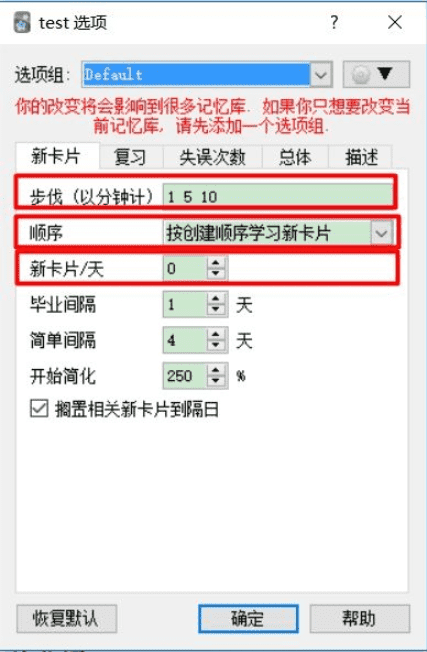 test 选项
选项组: Default
你的改变将会影响到很多记忆库. 如果你只想要改变当
前记忆库, 请先添加一个选项组.
新卡片 复习 失误次数 总体 描述
步伐（以分钟计） 1 5 10
顺序 按创建顺序学习新卡片
新卡片/天 0
毕业间隔 1 天
简单间隔 4 天
开始简化 250 %
搁置相关新卡片到隔日
恢复默认 确定 帮助